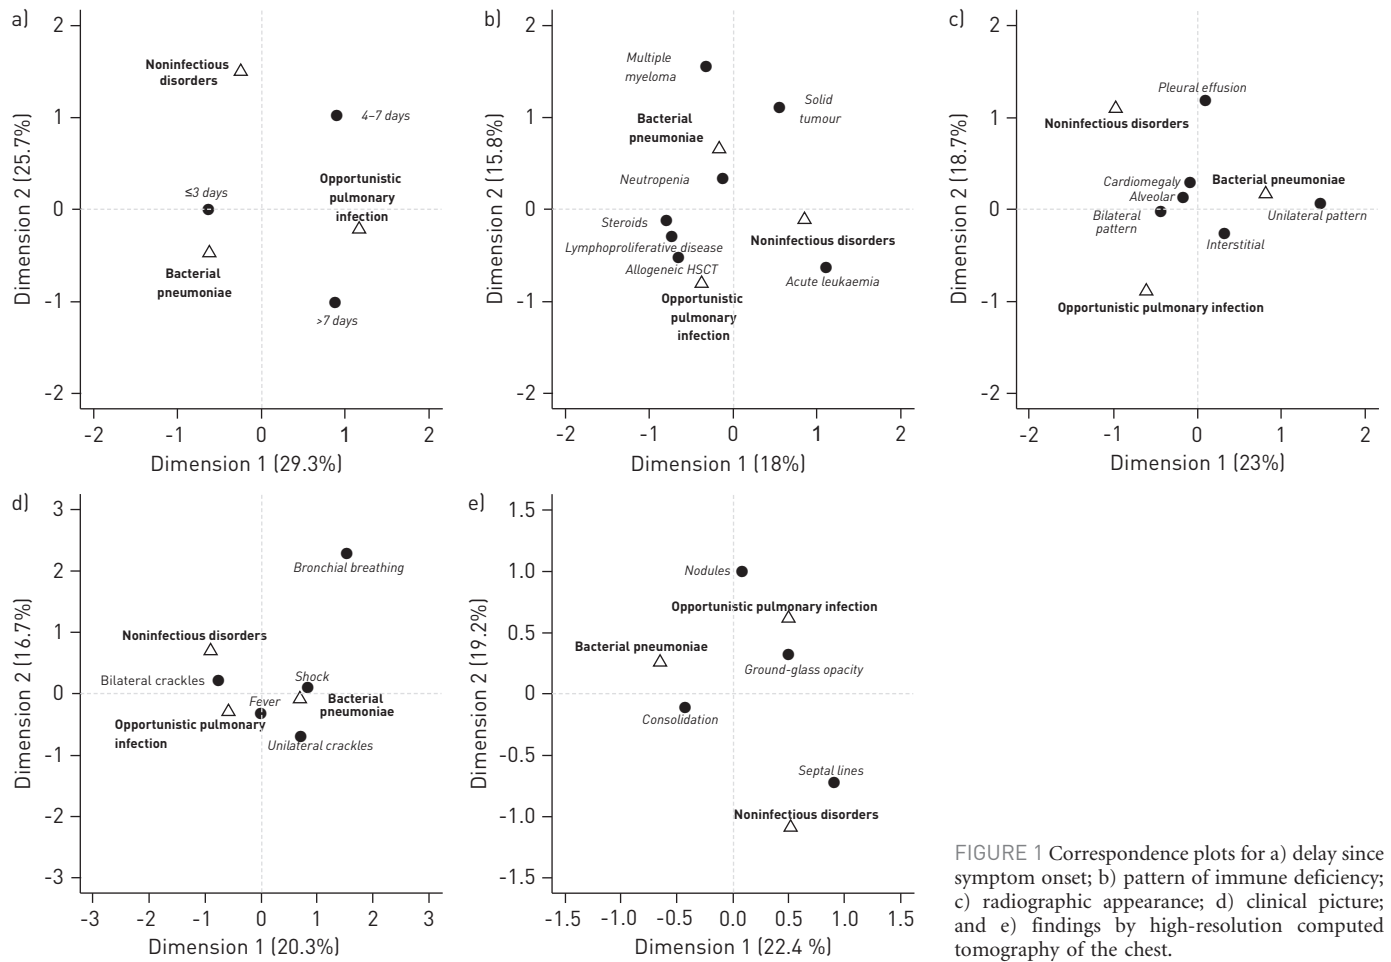 a)
2
1
0
-1
-2
-2
-1
0
1
2
Dimension 2 (25.7%)
Dimension 1 (29.3%)
Noninfectious
disorders
4–7 days
≤3 days
Opportunistic
pulmonary
infection
Bacterial
pneumoniae
>7 days
b)
2
1
0
-1
-2
-2
-1
0
1
2
Dimension 2 (15.8%)
Dimension 1 (18%)
Multiple
myeloma
Solid
tumour
Bacterial
pneumoniae
Neutropenia
Steroids
Lymphoproliferative disease
Allogeneic HSCT
Noninfectious disorders
Acute leukaemia
Opportunistic
pulmonary
infection
c)
2
1
0
-1
-2
-2
-1
0
1
2
Dimension 2 (18.7%)
Dimension 1 (23%)
Pleural effusion
Noninfectious disorders
Cardiomegaly
Alveolar
Bilateral
pattern
Bacterial pneumoniae
Unilateral pattern
Interstitial
Opportunistic pulmonary infection
d)
3
2
1
0
-1
-2
-3
-3
-2
-1
0
1
2
3
Dimension 2 (16.7%)
Dimension 1 (20.3%)
Bronchial breathing
Noninfectious disorders
Bilateral crackles
Shock
Fever
Bacterial
pneumoniae
Opportunistic pulmonary
infection
Unilateral crackles
e)
1.5
1.0
0.5
0
-0.5
-1.0
-1.5
-1.5
-1.0
-0.5
0.0
0.5
1.0
1.5
Dimension 2 (19.2%)
Dimension 1 (22.4 %)
Nodules
Opportunistic pulmonary infection
Bacterial pneumoniae
Ground-glass opacity
Consolidation
Septal lines
Noninfectious disorders
FIGURE 1 Correspondence plots for a) delay since
symptom onset; b) pattern of immune deficiency;
c) radiographic appearance; d) clinical picture;
and e) findings by high-resolution computed
tomography of the chest.